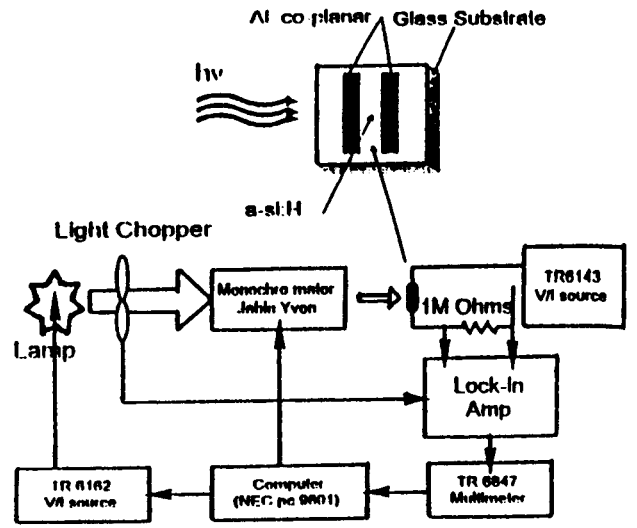 Al co-planar
Glass Substrate
hν
a-si:H
Light Chopper
Monochro mator
Jobin Yvon
TR6143
V/I source
1M Ohms
Lamp
Lock-In
Amp
TR 6162
V/I source
Computer
(NEC pc 9801)
TR 6847
Multimeter